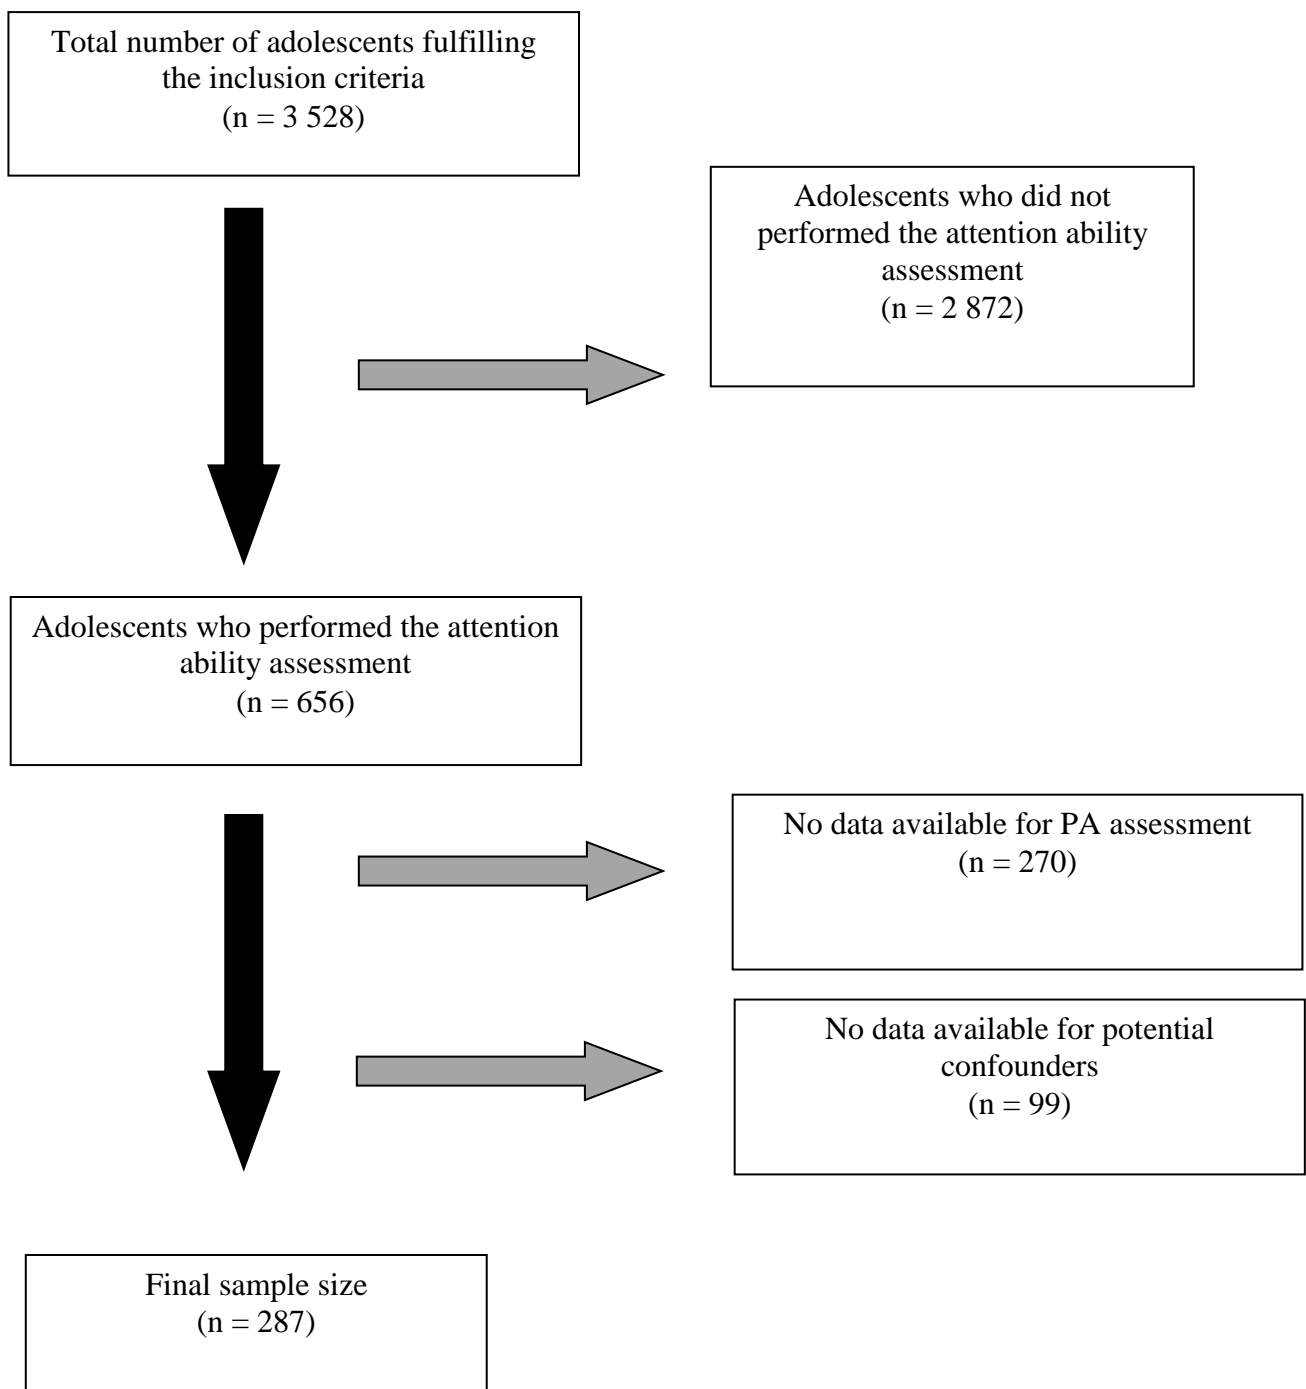 Total number of adolescents fulfilling
the inclusion criteria
(n = 3 528)
Adolescents who did not
performed the attention ability
assessment
(n = 2 872)
Adolescents who performed the attention
ability assessment
(n = 656)
No data available for PA assessment
(n = 270)
No data available for potential
confounders
(n = 99)
Final sample size
(n = 287)